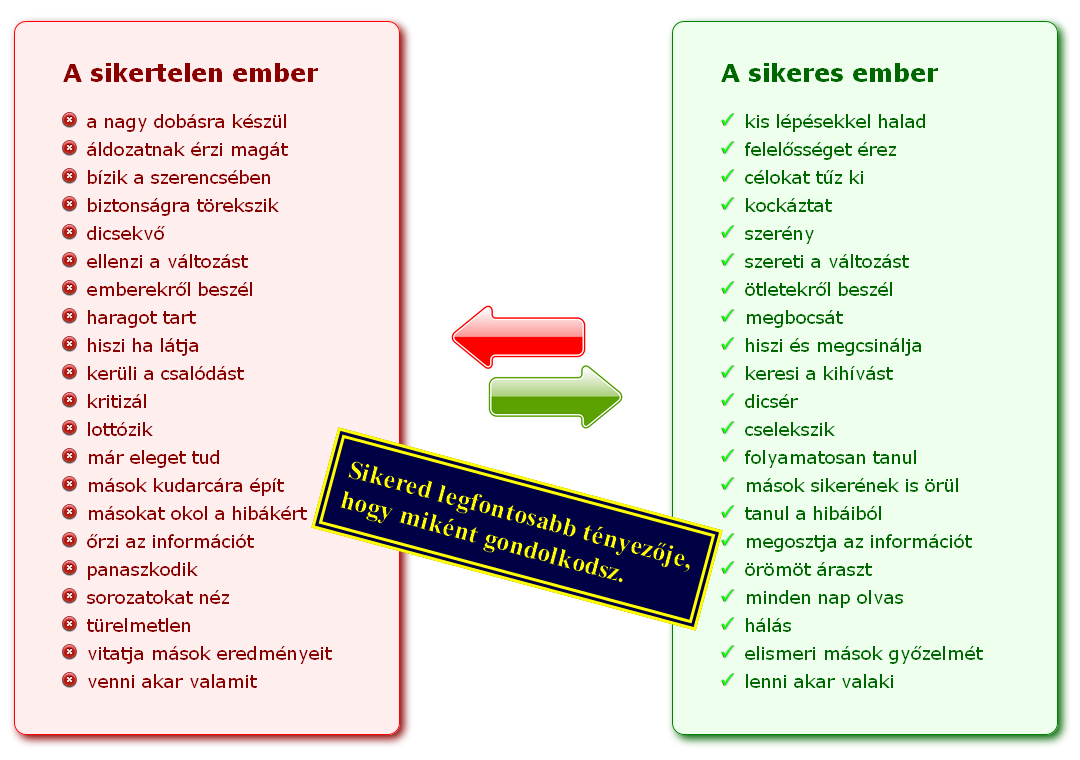 A sikertelen ember
a nagy dobásra készül
áldozatnak érzi magát
bízik a szerencsében
biztonságra törekszik
dicsekvő
ellenzi a változást
emberekről beszél
haragot tart
hiszi ha látja
kerüli a csalódást
kritizál
lottózik
már eleget tud
mások kudarcára épít
másokat okol a hibákért
őrzi az információt
panaszkodik
sorozatokat néz
türelmetlen
vitatja mások eredményeit
venni akar valamit
Sikered legfontosabb tényezője,
hogy miként gondolkodsz.
A sikeres ember
kis lépésekkel halad
felelősséget érez
célokat tűz ki
kockáztat
szerény
szereti a változást
ötletekről beszél
megbocsát
hiszi és megcsinálja
keresi a kihívást
dicsér
cselekszik
folyamatosan tanul
mások sikerének is örül
tanul a hibáiból
megosztja az információt
örömöt áraszt
minden nap olvas
hálás
elismeri mások győzelmét
lenni akar valaki